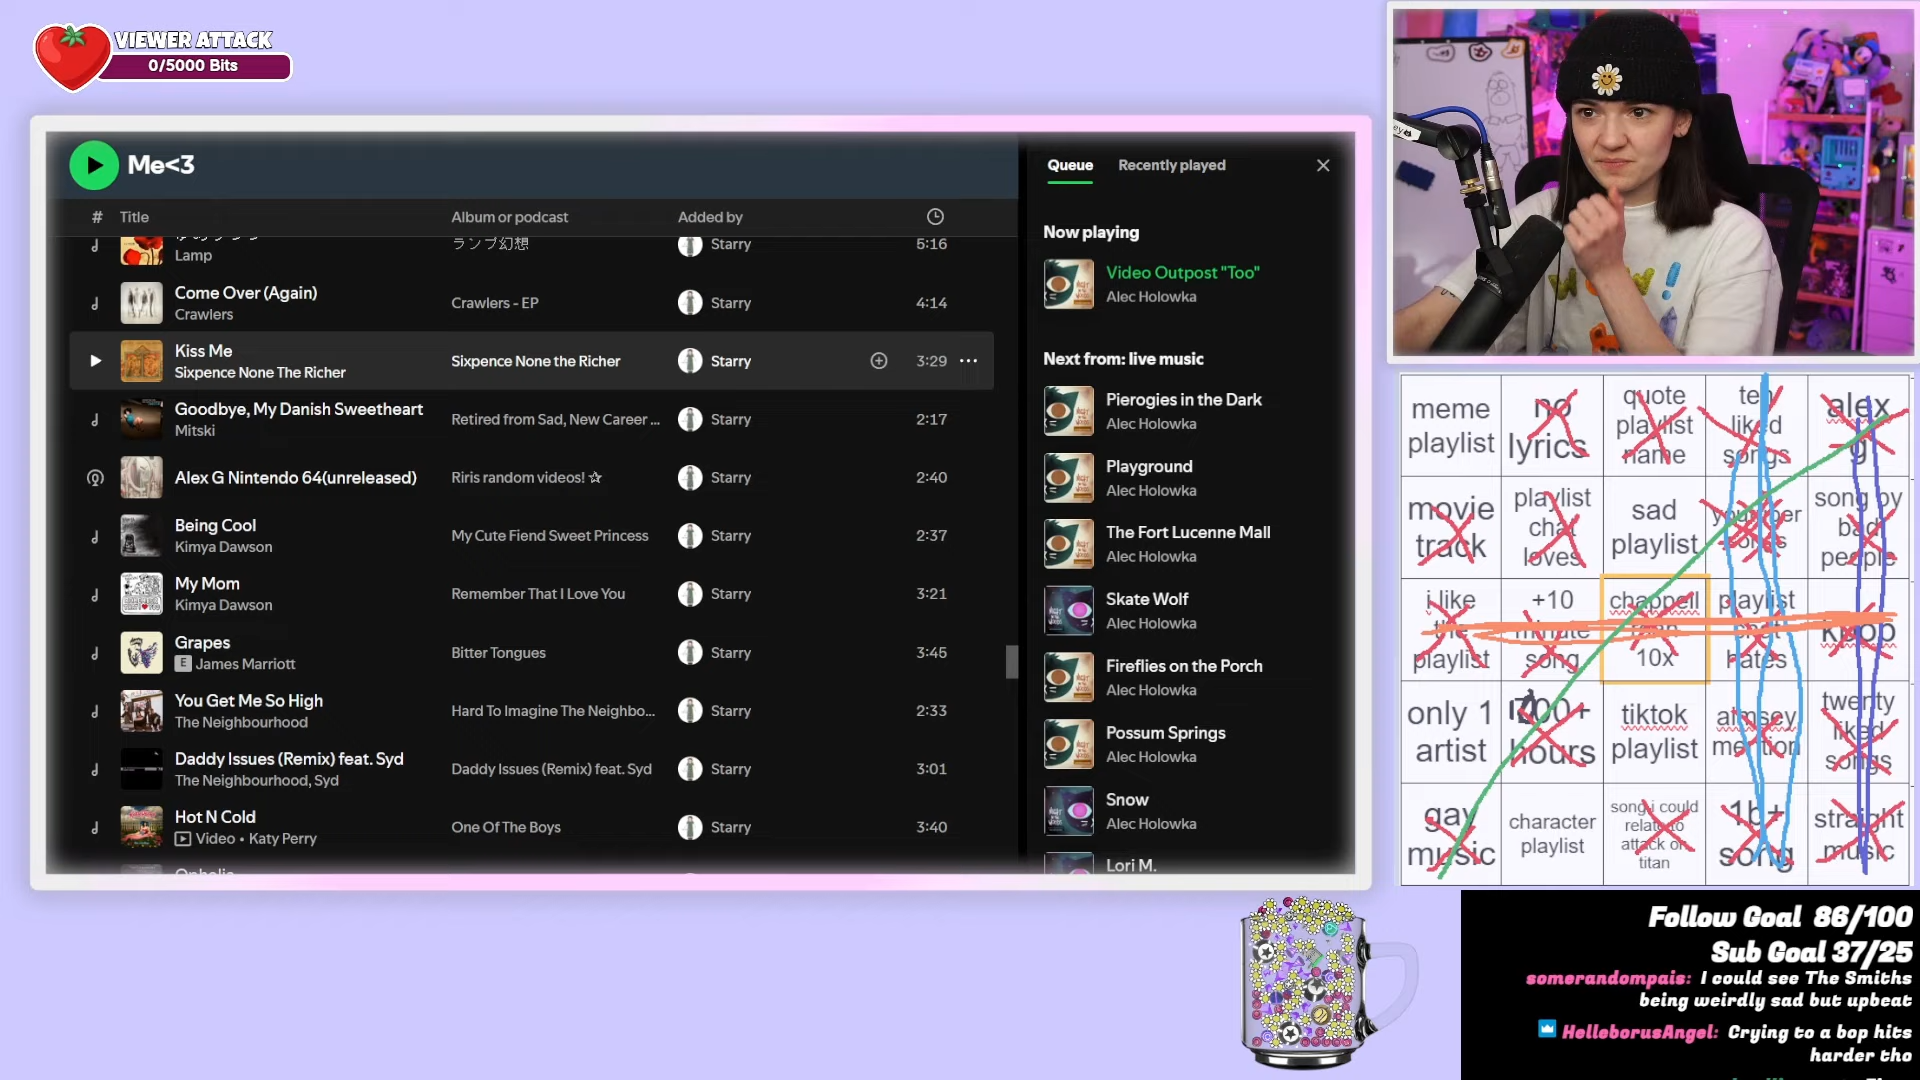 VIEWER ATTACK
0/5000 Bits
Me<3
# Title Album or podcast Added by
ランプ幻想 Starry 5:16
Lamp
Come Over (Again)
Crawlers
Crawlers - EP Starry 4:14
Kiss Me
Sixpence None The Richer
Sixpence None the Richer Starry 3:29 •••
Goodbye, My Danish Sweetheart
Mitski
Retired from Sad, New Career ... Starry 2:17
Alex G Nintendo 64(unreleased) Riris random videos! ☆ Starry 2:40
Being Cool
Kimya Dawson
My Cute Fiend Sweet Princess Starry 2:37
My Mom
Kimya Dawson
Remember That I Love You Starry 3:21
Grapes
E James Marriott
Bitter Tongues Starry 3:45
You Get Me So High
The Neighbourhood
Hard To Imagine The Neighbo... Starry 2:33
Daddy Issues (Remix) feat. Syd
The Neighbourhood, Syd
Daddy Issues (Remix) feat. Syd Starry 3:01
Hot N Cold
Video • Katy Perry
One Of The Boys Starry 3:40
Queue Recently played
Now playing
Video Outpost "Too"
Alec Holowka
Next from: live music
Pierogies in the Dark
Alec Holowka
Playground
Alec Holowka
The Fort Lucenne Mall
Alec Holowka
Skate Wolf
Alec Holowka
Fireflies on the Porch
Alec Holowka
Possum Springs
Alec Holowka
Snow
Alec Holowka
Lori M.
meme
playlist
no
lyrics
quote
playlist
name
ten
liked
songs
alex
g
movie
track
playlist
chat
loves
sad
playlist
songs
song by
bad
people
i like
the
playlist
+10
minute
song
chappell
10x
playlist
chat
hates
kpop
only 1
artist
hours
tiktok
playlist
aimsey
mention
twenty
liked
songs
gay
music
character
playlist
song i could
relate to
attack on
titan
1b+
song
straight
music
Follow Goal 86/100
Sub Goal 37/25
somerandompais: I could see The Smiths
being weirdly sad but upbeat
HelleborusAngel: Crying to a bop hits
harder tho